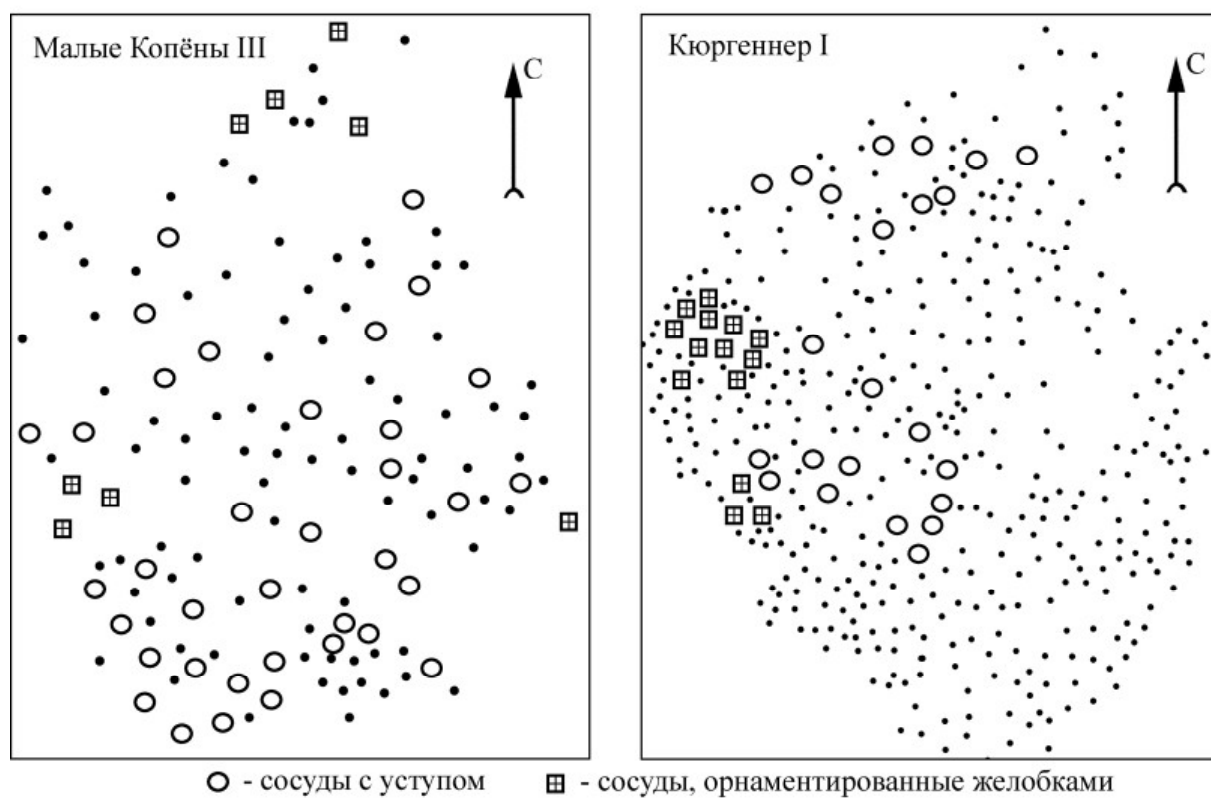 Малые Копёны III
С
Кюргеннер I
С
- сосуды с уступом
- сосуды, орнаментированные желобками